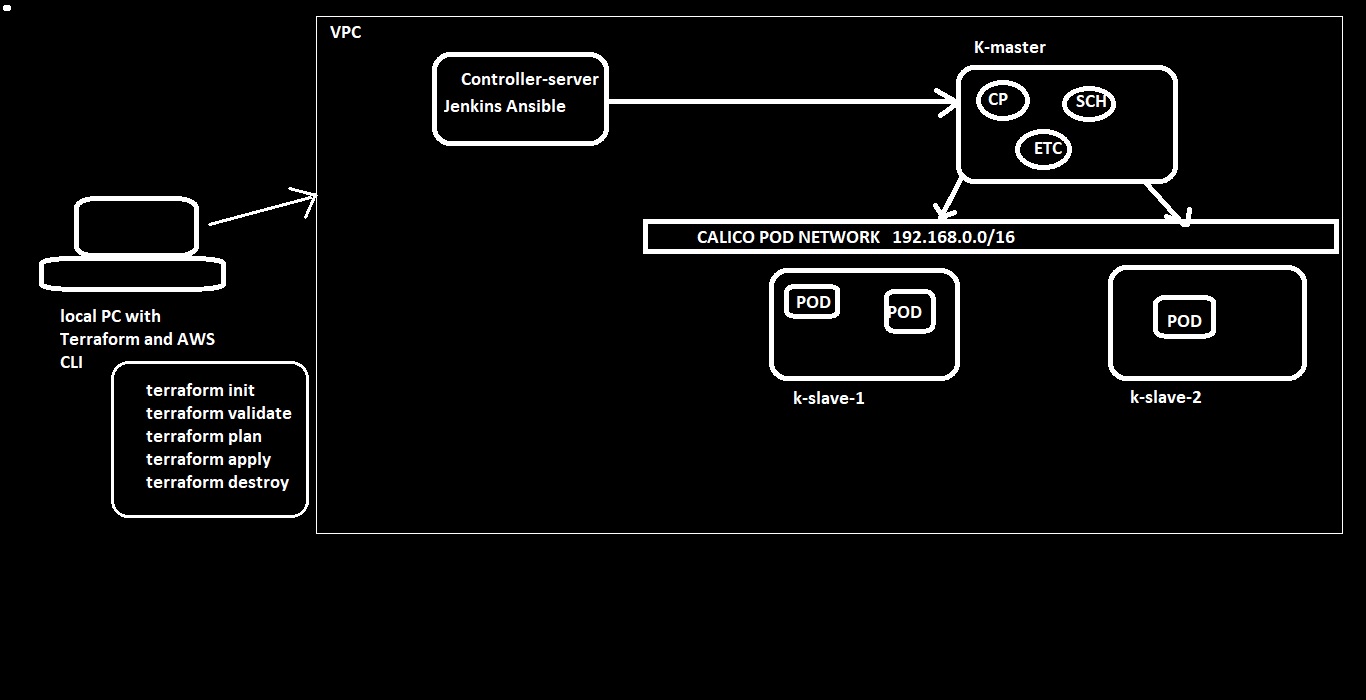 VPC
K-master
Controller-server
Jenkins Ansible
CP
SCH
ETC
CALICO POD NETWORK 192.168.0.0/16
POD
POD
POD
k-slave-1
k-slave-2
local PC with
Terraform and AWS
CLI
terraform init
terraform validate
terraform plan
terraform apply
terraform destroy